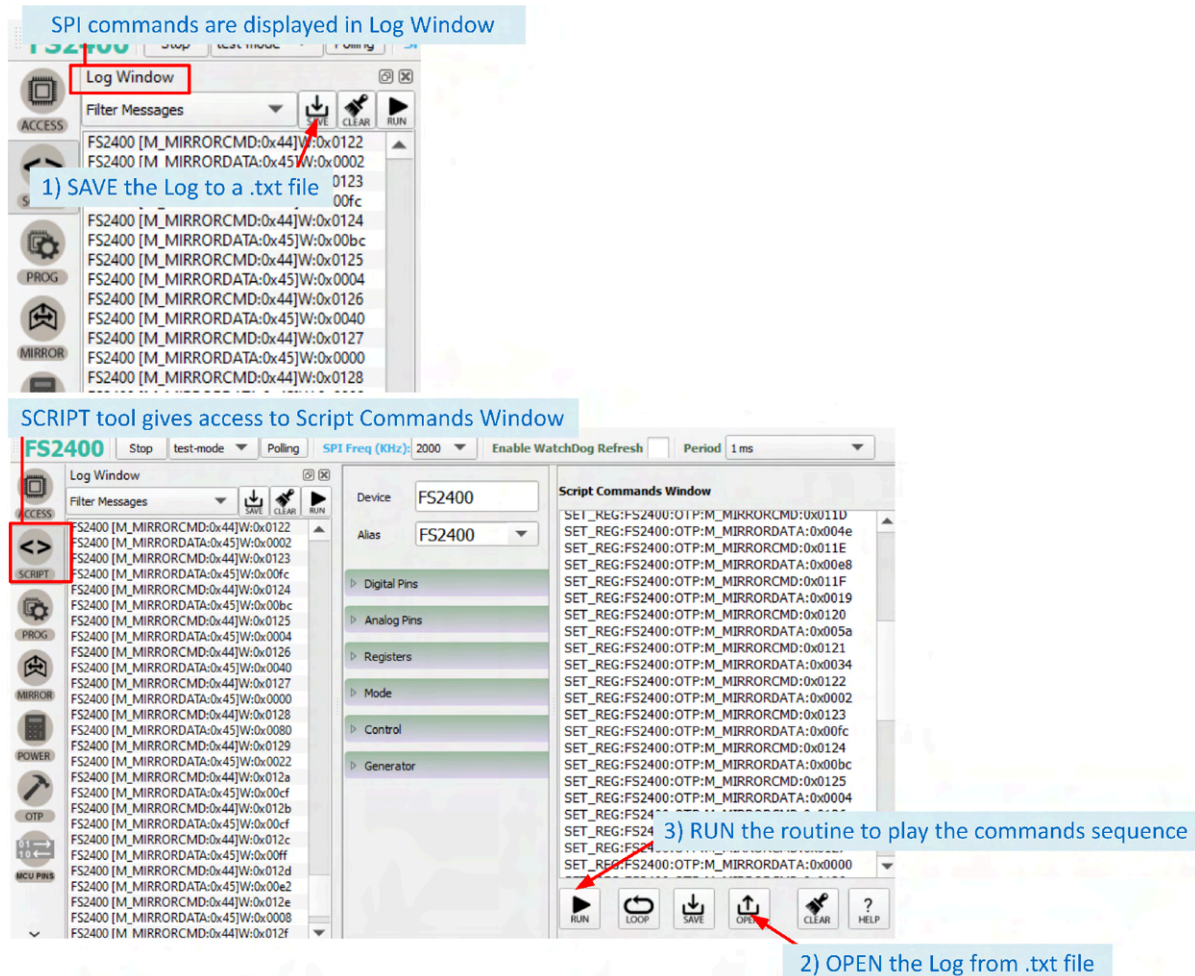 SPI commands are displayed in Log Window
FS2400 Stop test-mode Polling
Log Window
Filter Messages SAVE CLEAR RUN
ACCESS
FS2400 [M_MIRRORCMD:0x44]W:0x0122
FS2400 [M_MIRRORDATA:0x45]W:0x0002
0123
1) SAVE the Log to a .txt file
00fc
FS2400 [M_MIRRORCMD:0x44]W:0x0124
FS2400 [M_MIRRORDATA:0x45]W:0x00bc
FS2400 [M_MIRRORCMD:0x44]W:0x0125
PROG
FS2400 [M_MIRRORDATA:0x45]W:0x0004
FS2400 [M_MIRRORCMD:0x44]W:0x0126
FS2400 [M_MIRRORDATA:0x45]W:0x0040
FS2400 [M_MIRRORCMD:0x44]W:0x0127
MIRROR
FS2400 [M_MIRRORDATA:0x45]W:0x0000
FS2400 [M_MIRRORCMD:0x44]W:0x0128
SCRIPT tool gives access to Script Commands Window
FS2400 Stop test-mode Polling SPI Freq (KHz): 2000 Enable WatchDog Refresh Period 1 ms
ACCESS
SCRIPT
PROG
MIRROR
POWER
OTP
01
10
MCU PINS
Log Window
Filter Messages SAVE CLEAR RUN
FS2400 [M_MIRRORCMD:0x44]W:0x0122
FS2400 [M_MIRRORDATA:0x45]W:0x0002
FS2400 [M_MIRRORCMD:0x44]W:0x0123
FS2400 [M_MIRRORDATA:0x45]W:0x00fc
FS2400 [M_MIRRORCMD:0x44]W:0x0124
FS2400 [M_MIRRORDATA:0x45]W:0x00bc
FS2400 [M_MIRRORCMD:0x44]W:0x0125
FS2400 [M_MIRRORDATA:0x45]W:0x0004
FS2400 [M_MIRRORCMD:0x44]W:0x0126
FS2400 [M_MIRRORDATA:0x45]W:0x0040
FS2400 [M_MIRRORCMD:0x44]W:0x0127
FS2400 [M_MIRRORDATA:0x45]W:0x0000
FS2400 [M_MIRRORCMD:0x44]W:0x0128
FS2400 [M_MIRRORDATA:0x45]W:0x0080
FS2400 [M_MIRRORCMD:0x44]W:0x0129
FS2400 [M_MIRRORDATA:0x45]W:0x0022
FS2400 [M_MIRRORCMD:0x44]W:0x012a
FS2400 [M_MIRRORDATA:0x45]W:0x00cf
FS2400 [M_MIRRORCMD:0x44]W:0x012b
FS2400 [M_MIRRORDATA:0x45]W:0x00cf
FS2400 [M_MIRRORCMD:0x44]W:0x012c
FS2400 [M_MIRRORDATA:0x45]W:0x00ff
FS2400 [M_MIRRORCMD:0x44]W:0x012d
FS2400 [M_MIRRORDATA:0x45]W:0x00e2
FS2400 [M_MIRRORCMD:0x44]W:0x012e
FS2400 [M_MIRRORDATA:0x45]W:0x0008
FS2400 [M_MIRRORCMD:0x44]W:0x012f
Device FS2400
Alias FS2400
Digital Pins
Analog Pins
Registers
Mode
Control
Generator
Script Commands Window
SET_REG:FS2400:OTP:M_MIRRORCMD:0x011D
SET_REG:FS2400:OTP:M_MIRRORDATA:0x004e
SET_REG:FS2400:OTP:M_MIRRORCMD:0x011E
SET_REG:FS2400:OTP:M_MIRRORDATA:0x00e8
SET_REG:FS2400:OTP:M_MIRRORCMD:0x011F
SET_REG:FS2400:OTP:M_MIRRORDATA:0x0019
SET_REG:FS2400:OTP:M_MIRRORCMD:0x0120
SET_REG:FS2400:OTP:M_MIRRORDATA:0x005a
SET_REG:FS2400:OTP:M_MIRRORCMD:0x0121
SET_REG:FS2400:OTP:M_MIRRORDATA:0x0034
SET_REG:FS2400:OTP:M_MIRRORCMD:0x0122
SET_REG:FS2400:OTP:M_MIRRORDATA:0x0002
SET_REG:FS2400:OTP:M_MIRRORCMD:0x0123
SET_REG:FS2400:OTP:M_MIRRORDATA:0x00fc
SET_REG:FS2400:OTP:M_MIRRORCMD:0x0124
SET_REG:FS2400:OTP:M_MIRRORDATA:0x00bc
SET_REG:FS2400:OTP:M_MIRRORCMD:0x0125
SET_REG:FS2400:OTP:M_MIRRORDATA:0x0004
SET_REG:FS24
3) RUN the routine to play the commands sequence
SET_REG:FS2400:OTP:M_MIRRORDATA:0x0000
RUN LOOP SAVE OPEN CLEAR ? HELP
2) OPEN the Log from .txt file